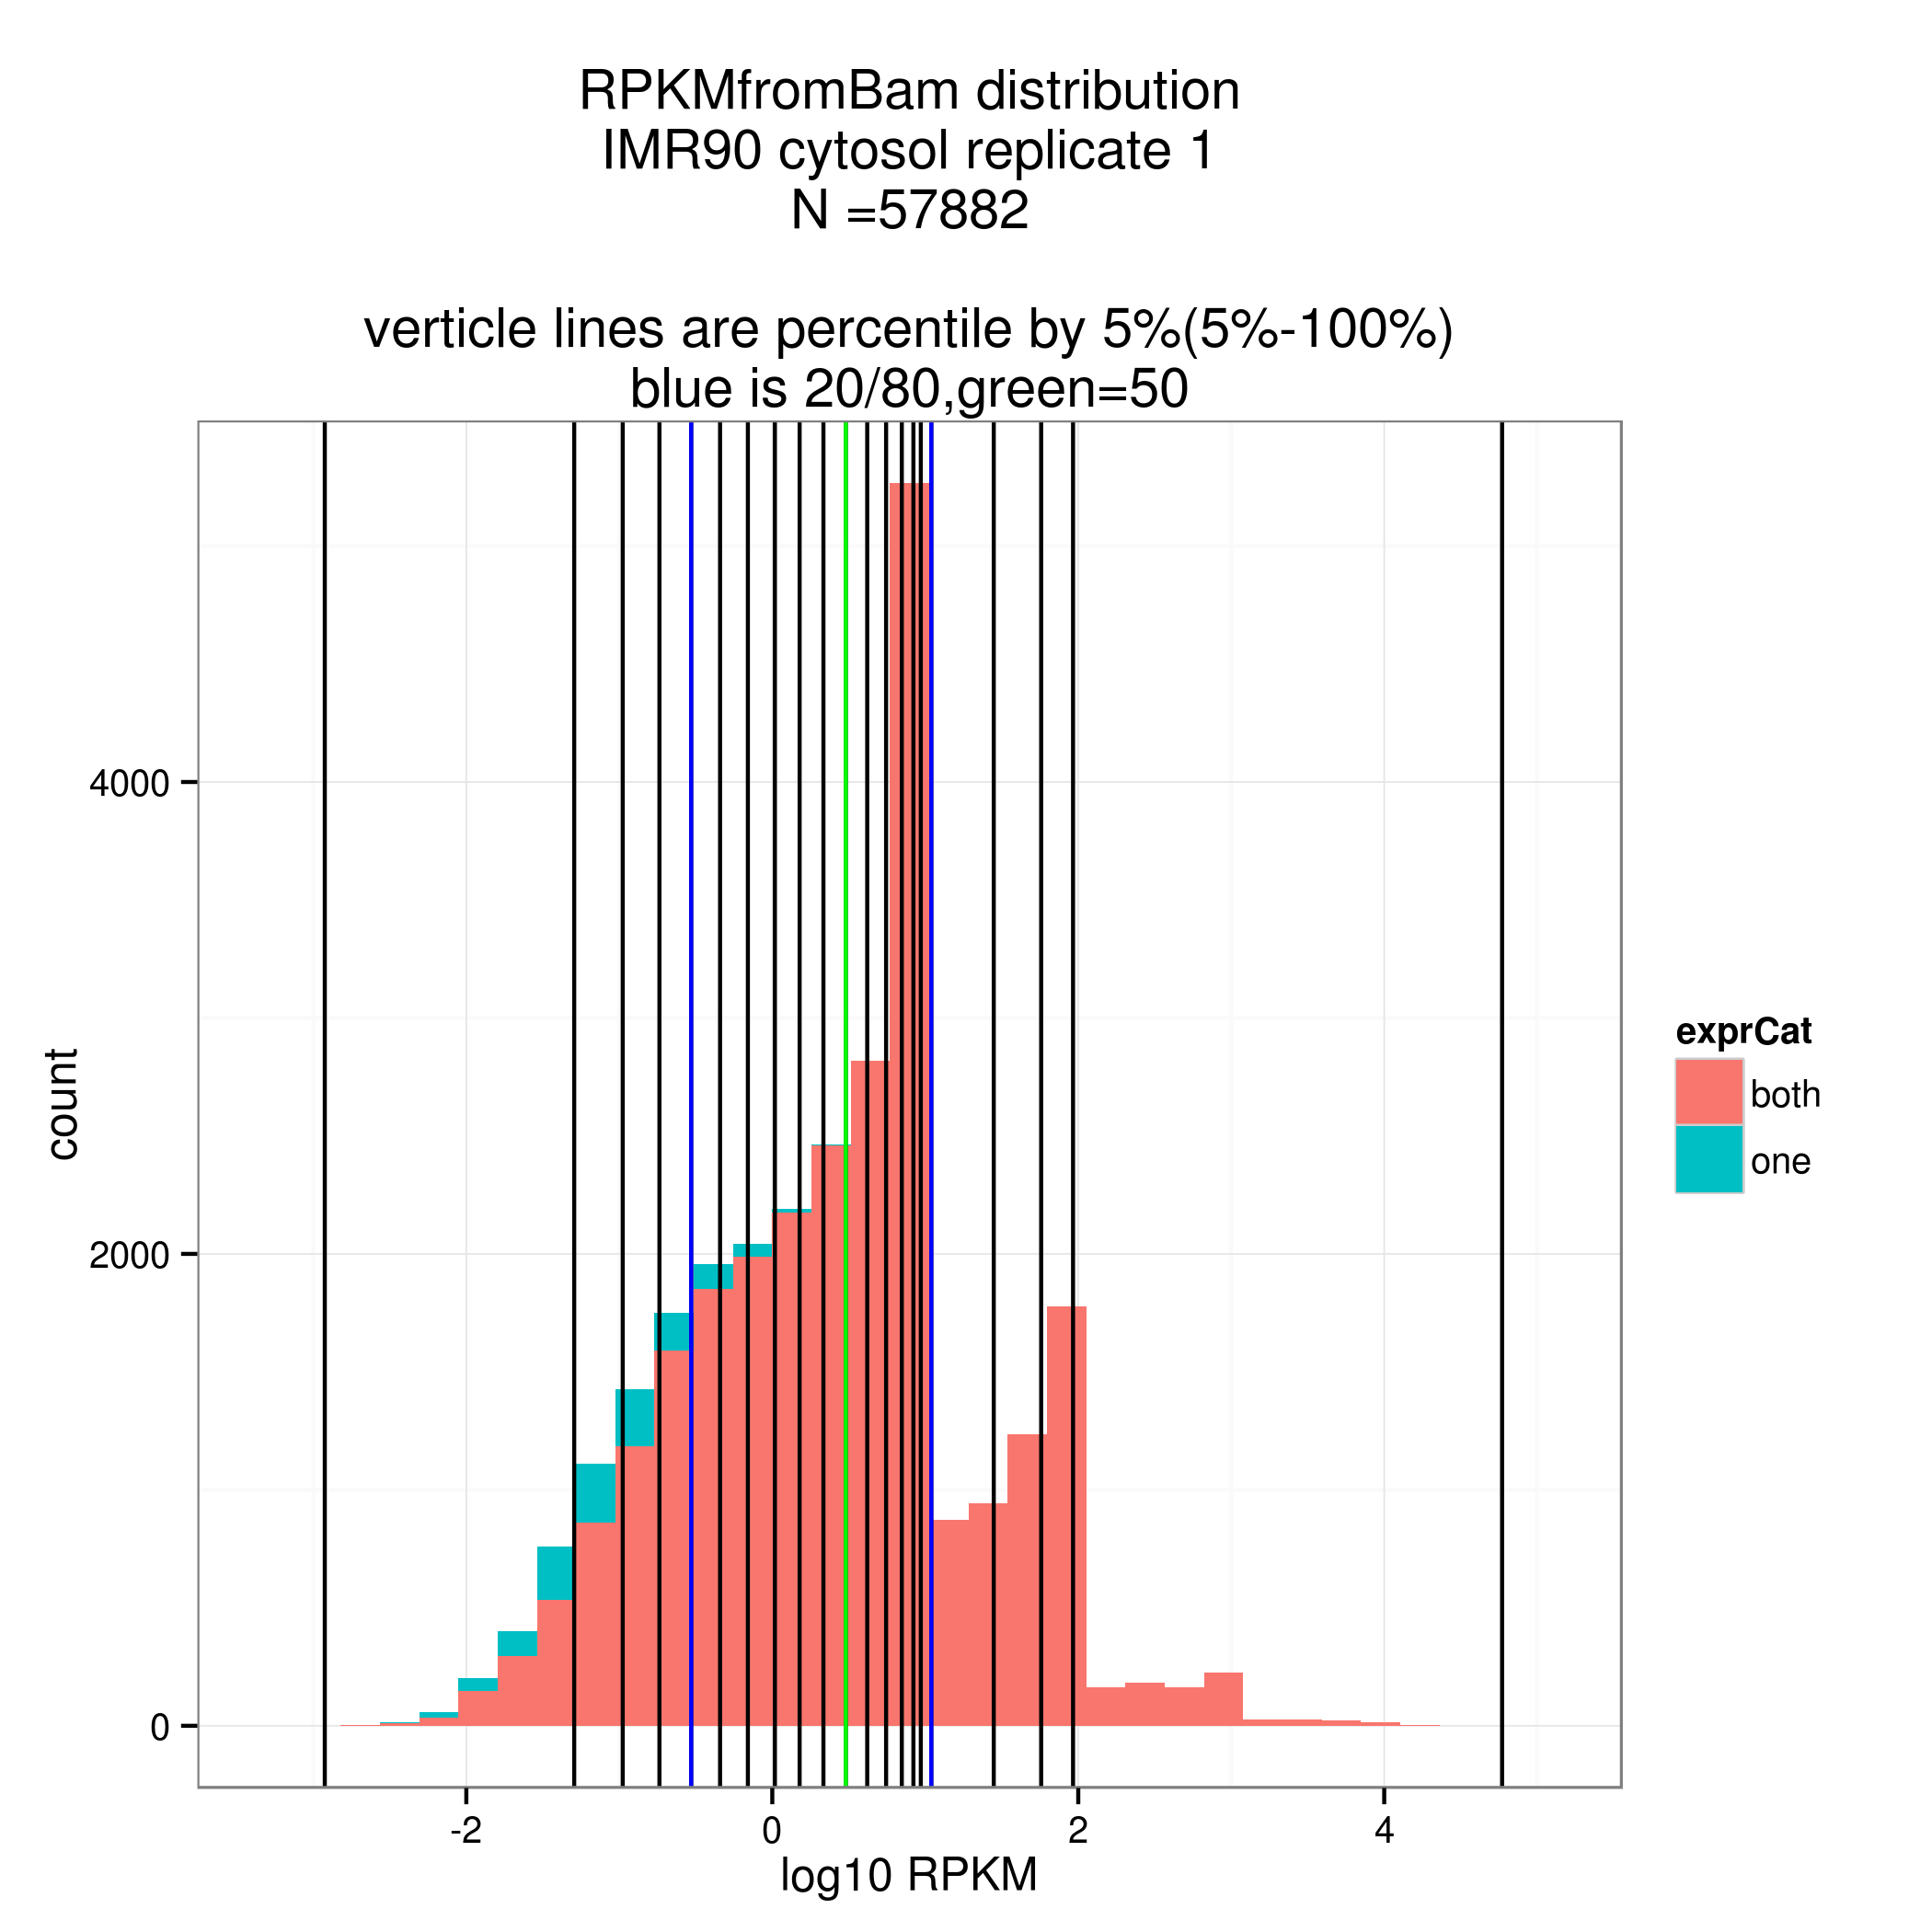 RPKMfromBam distribution
IMR90 cytosol replicate 1
N =57882
verticle lines are percentile by 5%(5%-100%)
blue is 20/80,green=50
4000
2000
0
count
-2
0
2
4
log10 RPKM
exprCat
both
one